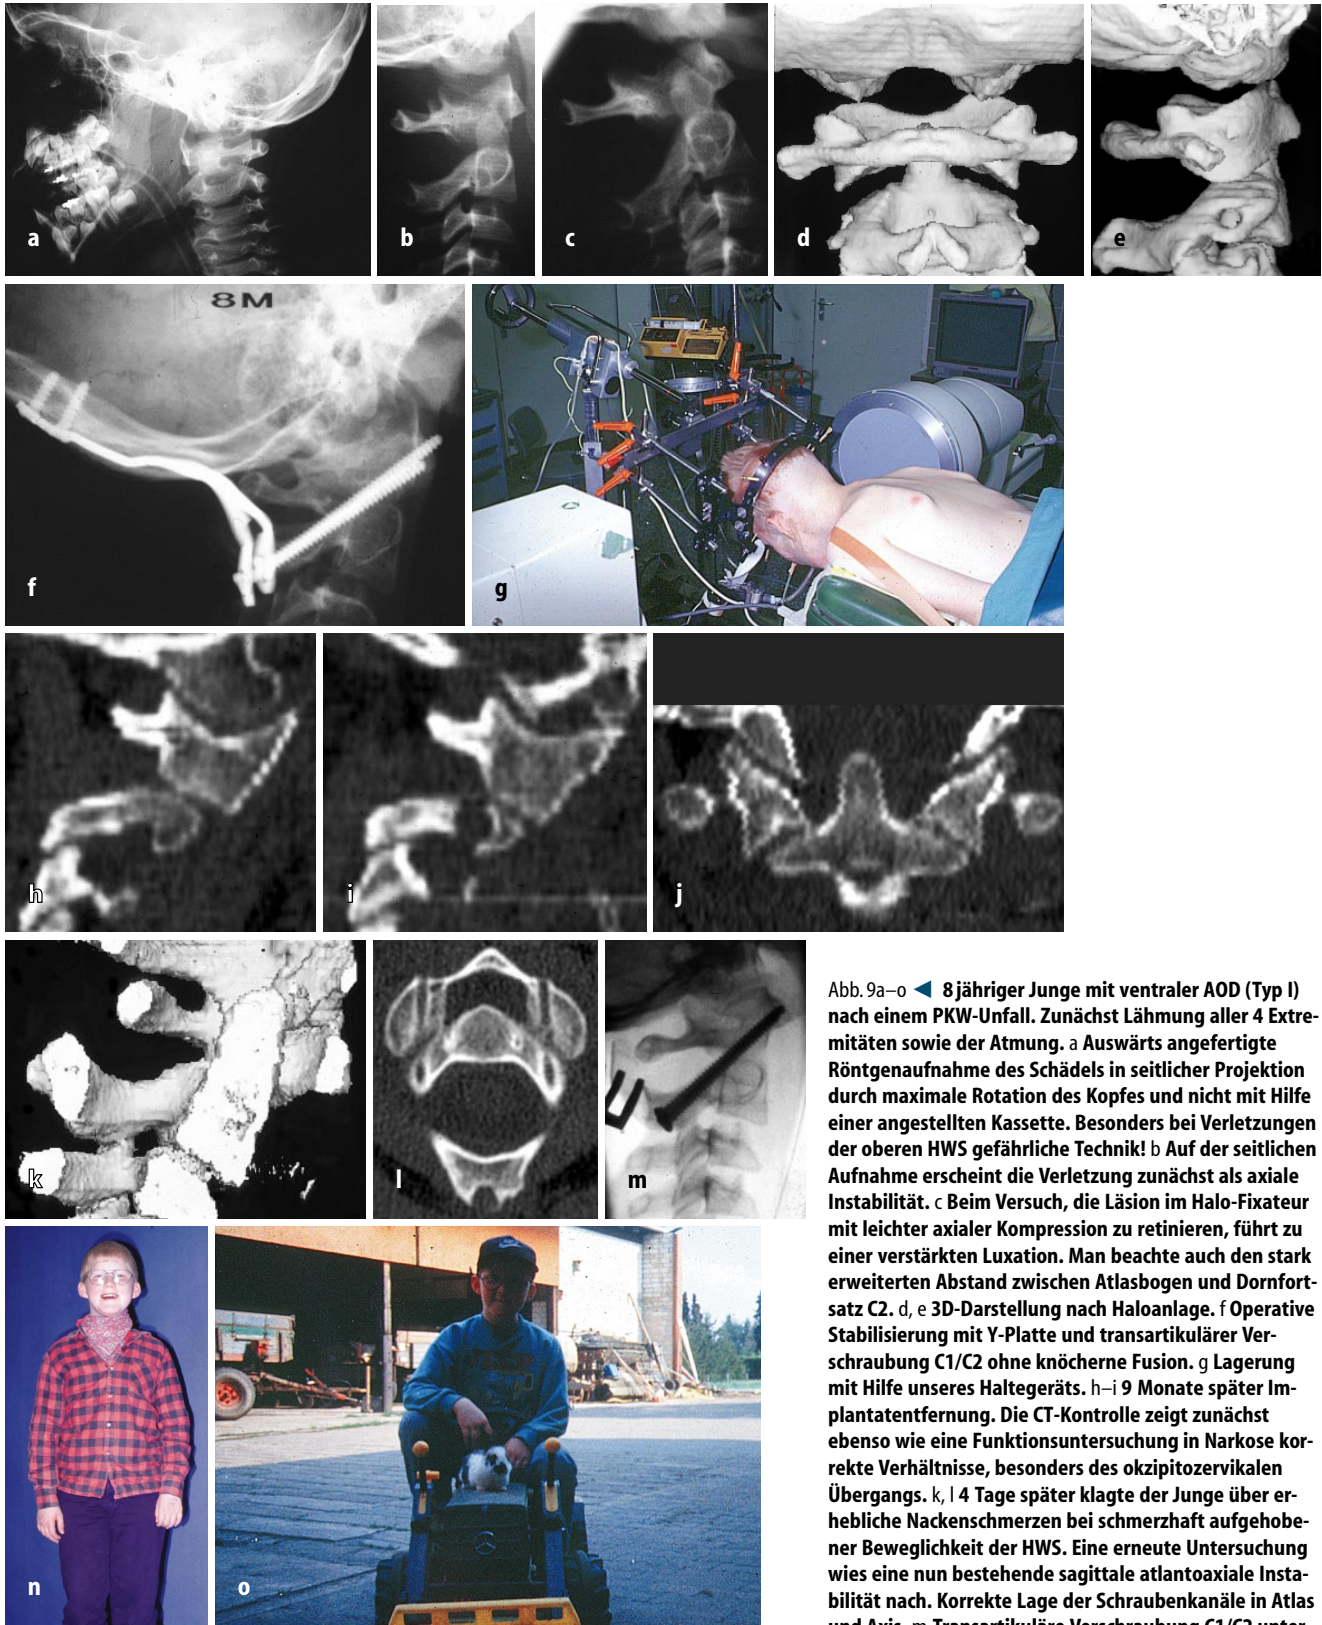 a
b
c
d
e
8M
f
g
h
i
j
k
l
m
n
o
Abb. 9a–o ◄ 8jähriger Junge mit ventraler AOD (Typ I)
nach einem PKW-Unfall. Zunächst Lähmung aller 4 Extre-
mitäten sowie der Atmung. a Auswärts angefertigte
Röntgenaufnahme des Schädels in seitlicher Projektion
durch maximale Rotation des Kopfes und nicht mit Hilfe
einer angestellten Kassette. Besonders bei Verletzungen
der oberen HWS gefährliche Technik! b Auf der seitlichen
Aufnahme erscheint die Verletzung zunächst als axiale
Instabilität. c Beim Versuch, die Läsion im Halo-Fixateur
mit leichter axialer Kompression zu retinieren, führt zu
einer verstärkten Luxation. Man beachte auch den stark
erweiterten Abstand zwischen Atlasbogen und Dornfort-
satz C2. d, e 3D-Darstellung nach Haloanlage. f Operative
Stabilisierung mit Y-Platte und transartikulärer Ver-
schraubung C1/C2 ohne knöcherne Fusion. g Lagerung
mit Hilfe unseres Haltegeräts. h–i 9 Monate später Im-
plantatentfernung. Die CT-Kontrolle zeigt zunächst
ebenso wie eine Funktionsuntersuchung in Narkose kor-
rekte Verhältnisse, besonders des okzipitozervikalen
Übergangs. k, l 4 Tage später klagte der Junge über er-
hebliche Nackenschmerzen bei schmerzhaft aufgehobe-
ner Beweglichkeit der HWS. Eine erneute Untersuchung
wies eine nun bestehende sagittale atlantoaxiale Insta-
bilität nach. Korrekte Lage der Schraubenkanäle in Atlas
und Axis. m Transartikuläre Verschraubung C1/C2 unter-